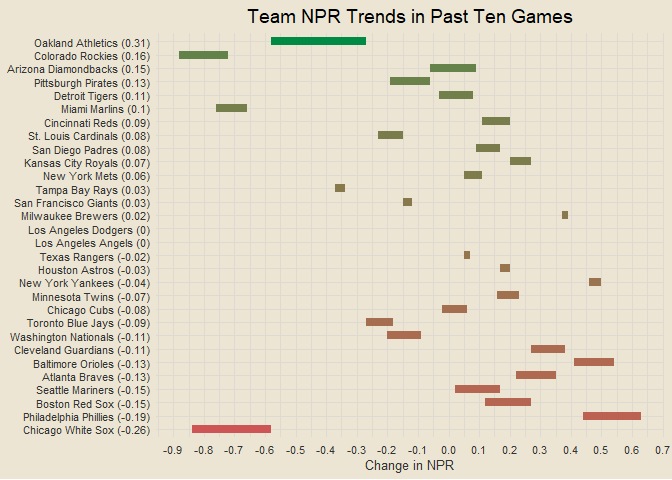 Team NPR Trends in Past Ten Games
Oakland Athletics (0.31)
Colorado Rockies (0.16)
Arizona Diamondbacks (0.15)
Pittsburgh Pirates (0.13)
Detroit Tigers (0.11)
Miami Marlins (0.1)
Cincinnati Reds (0.09)
St. Louis Cardinals (0.08)
San Diego Padres (0.08)
Kansas City Royals (0.07)
New York Mets (0.06)
Tampa Bay Rays (0.03)
San Francisco Giants (0.03)
Milwaukee Brewers (0.02)
Los Angeles Dodgers (0)
Los Angeles Angels (0)
Texas Rangers (-0.02)
Houston Astros (-0.03)
New York Yankees (-0.04)
Minnesota Twins (-0.07)
Chicago Cubs (-0.08)
Toronto Blue Jays (-0.09)
Washington Nationals (-0.11)
Cleveland Guardians (-0.11)
Baltimore Orioles (-0.13)
Atlanta Braves (-0.13)
Seattle Mariners (-0.15)
Boston Red Sox (-0.15)
Philadelphia Phillies (-0.19)
Chicago White Sox (-0.26)
-0.9 -0.8 -0.7 -0.6 -0.5 -0.4 -0.3 -0.2 -0.1 0.0 0.1 0.2 0.3 0.4 0.5 0.6 0.7
Change in NPR